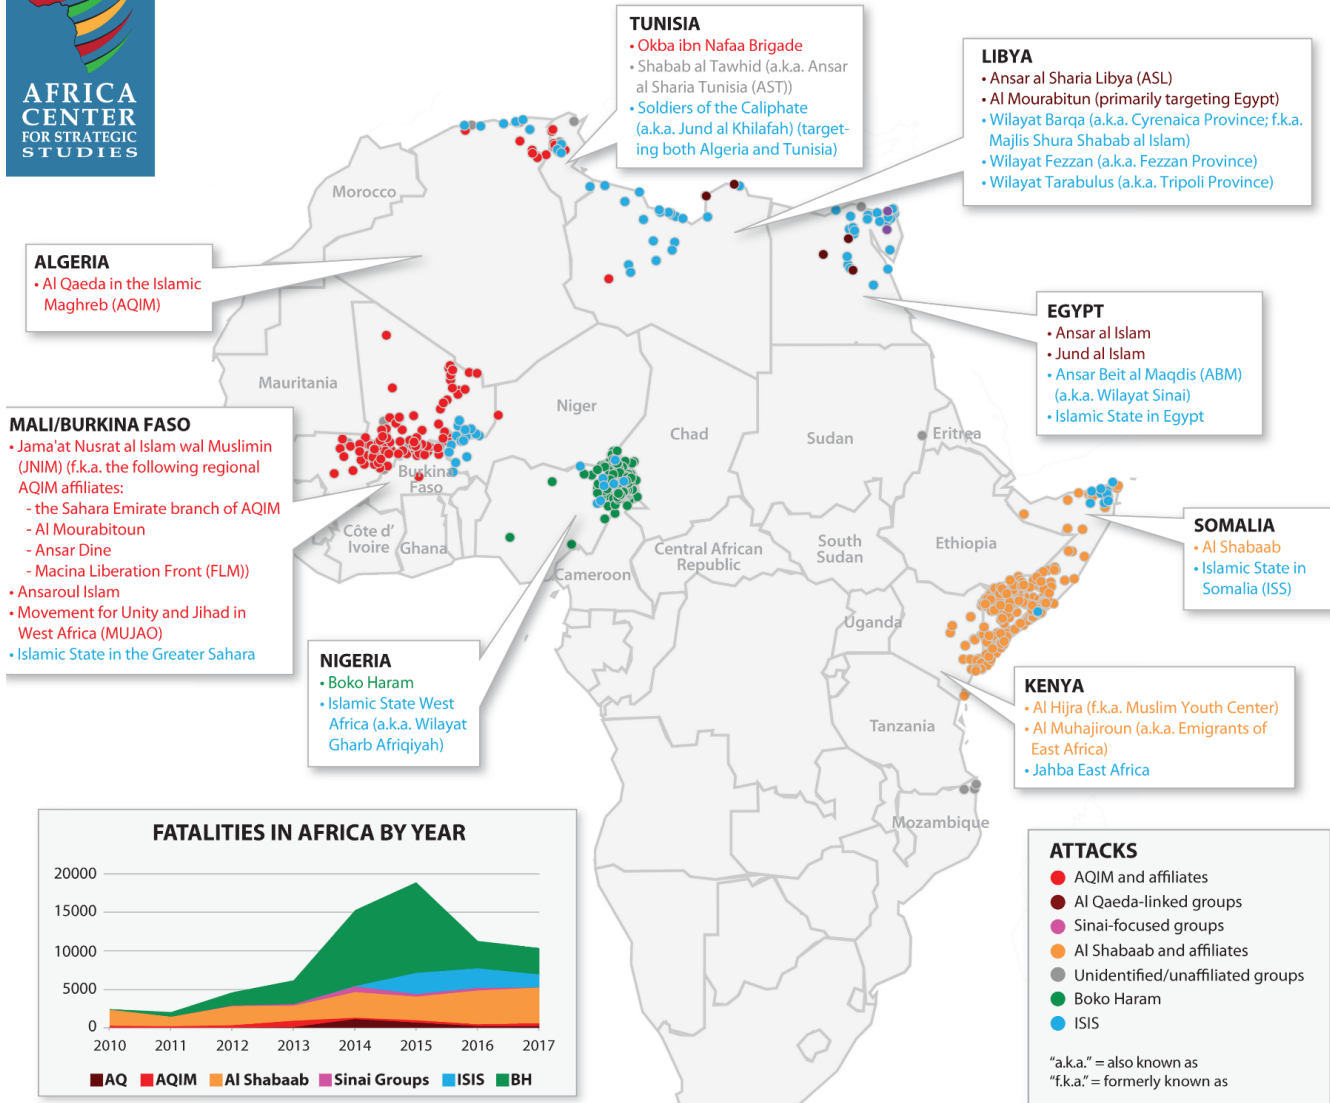 AFRICA
CENTER
FOR STRATEGIC
STUDIES
TUNISIA
• Okba ibn Nafaa Brigade
• Shabab al Tawhid (a.k.a. Ansar
al Sharia Tunisia (AST))
• Soldiers of the Caliphate
(a.k.a. Jund al Khilafah) (target-
ing both Algeria and Tunisia)
LIBYA
• Ansar al Sharia Libya (ASL)
• Al Mourabitun (primarily targeting Egypt)
• Wilayat Barqa (a.k.a. Cyrenaica Province; f.k.a.
Majlis Shura Shabab al Islam)
• Wilayat Fezzan (a.k.a. Fezzan Province)
• Wilayat Tarabulus (a.k.a. Tripoli Province)
Morocco
ALGERIA
• Al Qaeda in the Islamic
Maghreb (AQIM)
EGYPT
• Ansar al Islam
• Jund al Islam
• Ansar Beit al Maqdis (ABM)
(a.k.a. Wilayat Sinai)
• Islamic State in Egypt
Mauritania
Niger
Chad
Sudan
Eritrea
MALI/BURKINA FASO
• Jama'at Nusrat al Islam wal Muslimin
(JNIM) (f.k.a. the following regional
AQIM affiliates:
- the Sahara Emirate branch of AQIM
- Al Mourabitoun
- Ansar Dine
- Macina Liberation Front (FLM))
• Ansaroul Islam
• Movement for Unity and Jihad in
West Africa (MUJAO)
• Islamic State in the Greater Sahara
Burkina
Faso
Côte d'
Ivoire
Ghana
Cameroon
Central African
Republic
South
Sudan
Ethiopia
SOMALIA
• Al Shabaab
• Islamic State in
Somalia (ISS)
Uganda
NIGERIA
• Boko Haram
• Islamic State West
Africa (a.k.a. Wilayat
Gharb Afriqiyah)
KENYA
• Al Hijra (f.k.a. Muslim Youth Center)
• Al Muhajiroun (a.k.a. Emigrants of
East Africa)
• Jahba East Africa
Tanzania
Mozambique
FATALITIES IN AFRICA BY YEAR
20000
15000
10000
5000
0
2010 2011 2012 2013 2014 2015 2016 2017
AQ AQIM Al Shabaab Sinai Groups ISIS BH
ATTACKS
AQIM and affiliates
Al Qaeda-linked groups
Sinai-focused groups
Al Shabaab and affiliates
Unidentified/unaffiliated groups
Boko Haram
ISIS
"a.k.a." = also known as
"f.k.a." = formerly known as